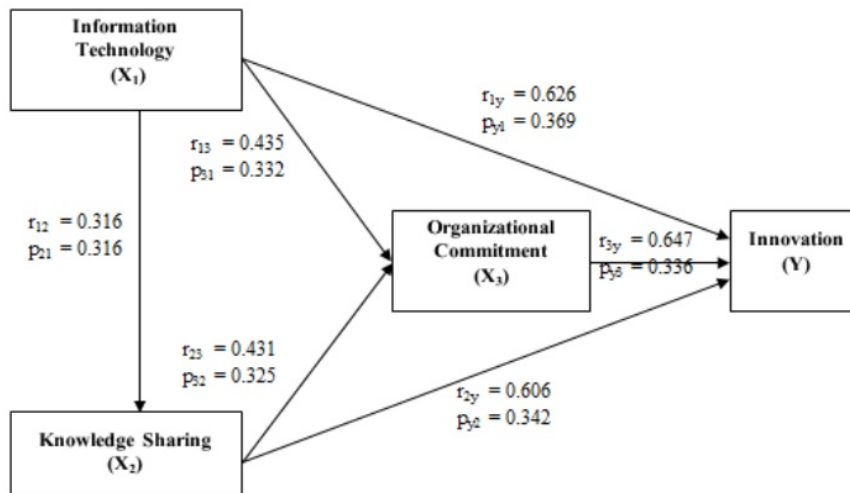 Information
Technology
(X₁)
r₁y = 0.626
py₁ = 0.369
r₁₃ = 0.435
p₃₁ = 0.332
r₁₂ = 0.316
p₂₁ = 0.316
Organizational
Commitment
(X₃)
r₃y = 0.647
py₃ = 0.336
Innovation
(Y)
r₂₃ = 0.431
p₃₂ = 0.325
r₂y = 0.606
py₂ = 0.342
Knowledge Sharing
(X₂)